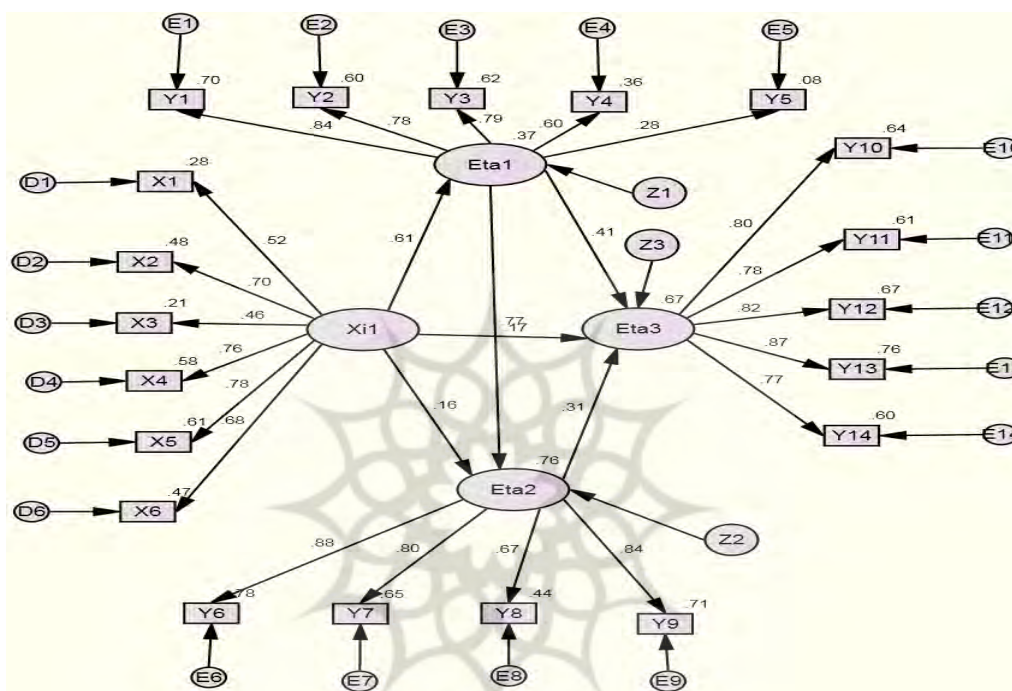 E1 E2 E3 E4 E5
.70 .60 .62 .36 .08
Y1 Y2 Y3 Y4 Y5
.84 .78 .79 .60 .28
.37
Eta1
.64
Y10 E10
D1 X1 .28
Z1
.52 .61 .41 .80
.61
Y11 E11
Z3
D2 X2 .48
.70 .78
.67
Y12 E12
.82
D3 X3 .21
.46
Xi1
.77
.17
.67
Eta3
.87
.76
Y13
D4 X4 .58
.76
.77
.78
.60
Y14 E14
D5 X5 .61
.68
.16 .31
.76
Eta2
.47
D6 X6
Z2
.88 .80 .67 .84
.78 .65 .44 .71
Y6 Y7 Y8 Y9
E6 E7 E8 E9